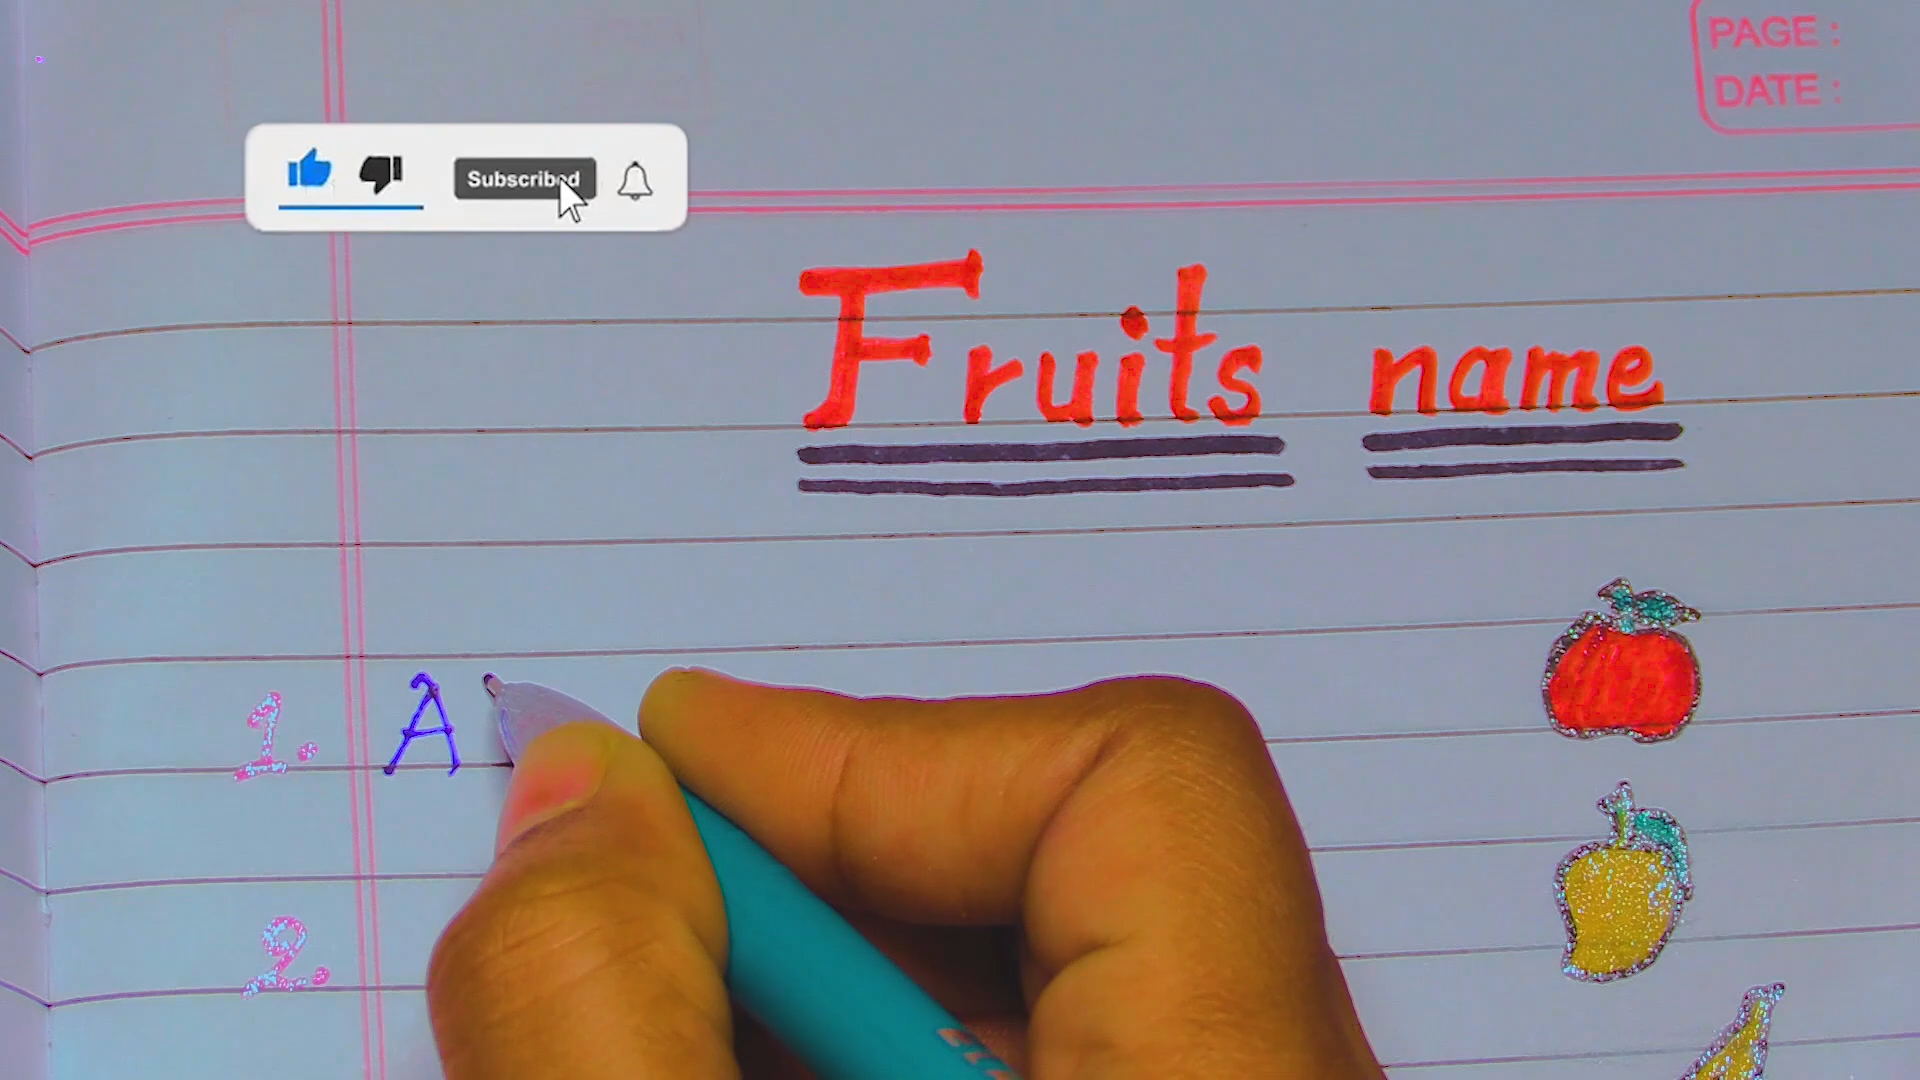 PAGE :
DATE :
Subscribed
Fruits name
1. A
2.